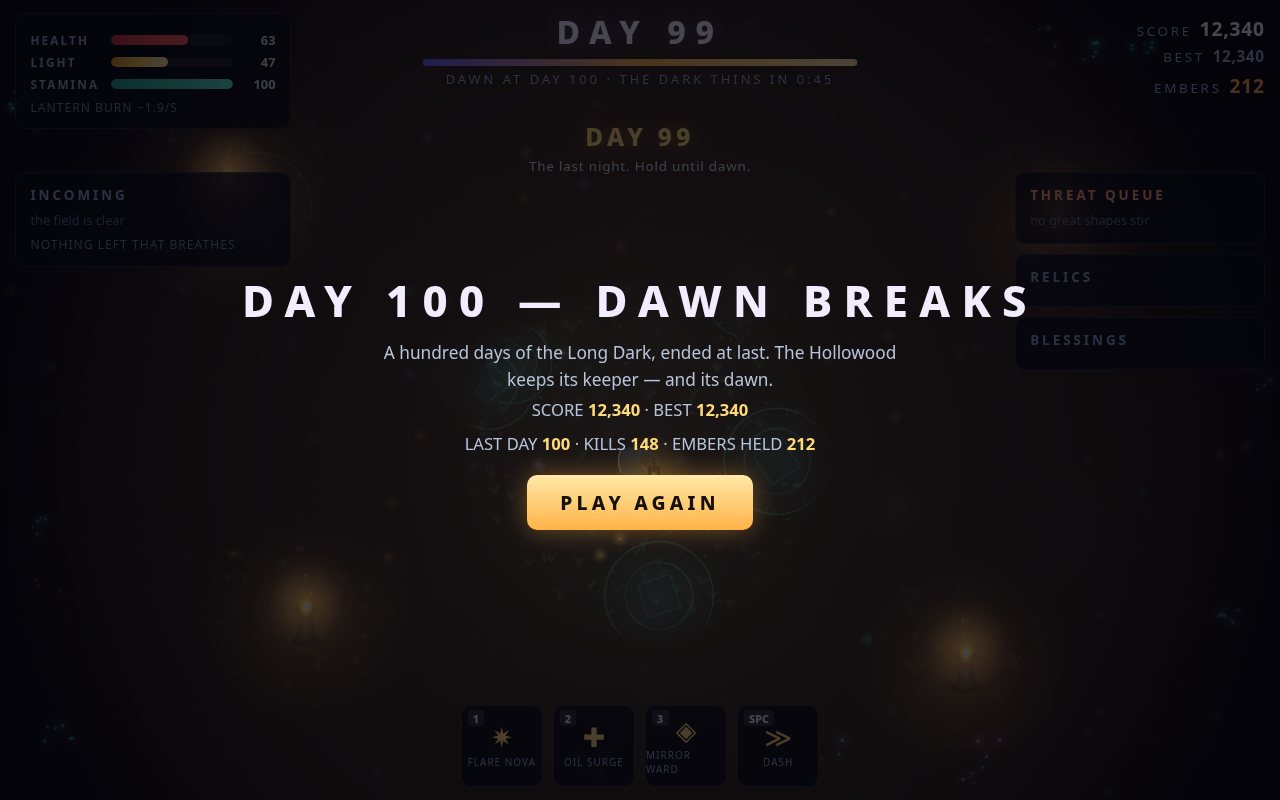 HEALTH 63
LIGHT 47
STAMINA 100
LANTERN BURN −1.9/S
DAY 99
DAWN AT DAY 100 · THE DARK THINS IN 0:45
SCORE 12,340
BEST 12,340
EMBERS 212
DAY 99
The last night. Hold until dawn.
INCOMING
the field is clear
NOTHING LEFT THAT BREATHES
THREAT QUEUE
no great shapes stir
RELICS
BLESSINGS
DAY 100 — DAWN BREAKS
A hundred days of the Long Dark, ended at last. The Hollowood
keeps its keeper — and its dawn.
SCORE 12,340 · BEST 12,340
LAST DAY 100 · KILLS 148 · EMBERS HELD 212
PLAY AGAIN
1
FLARE NOVA
2
OIL SURGE
3
MIRROR
WARD
SPC
DASH